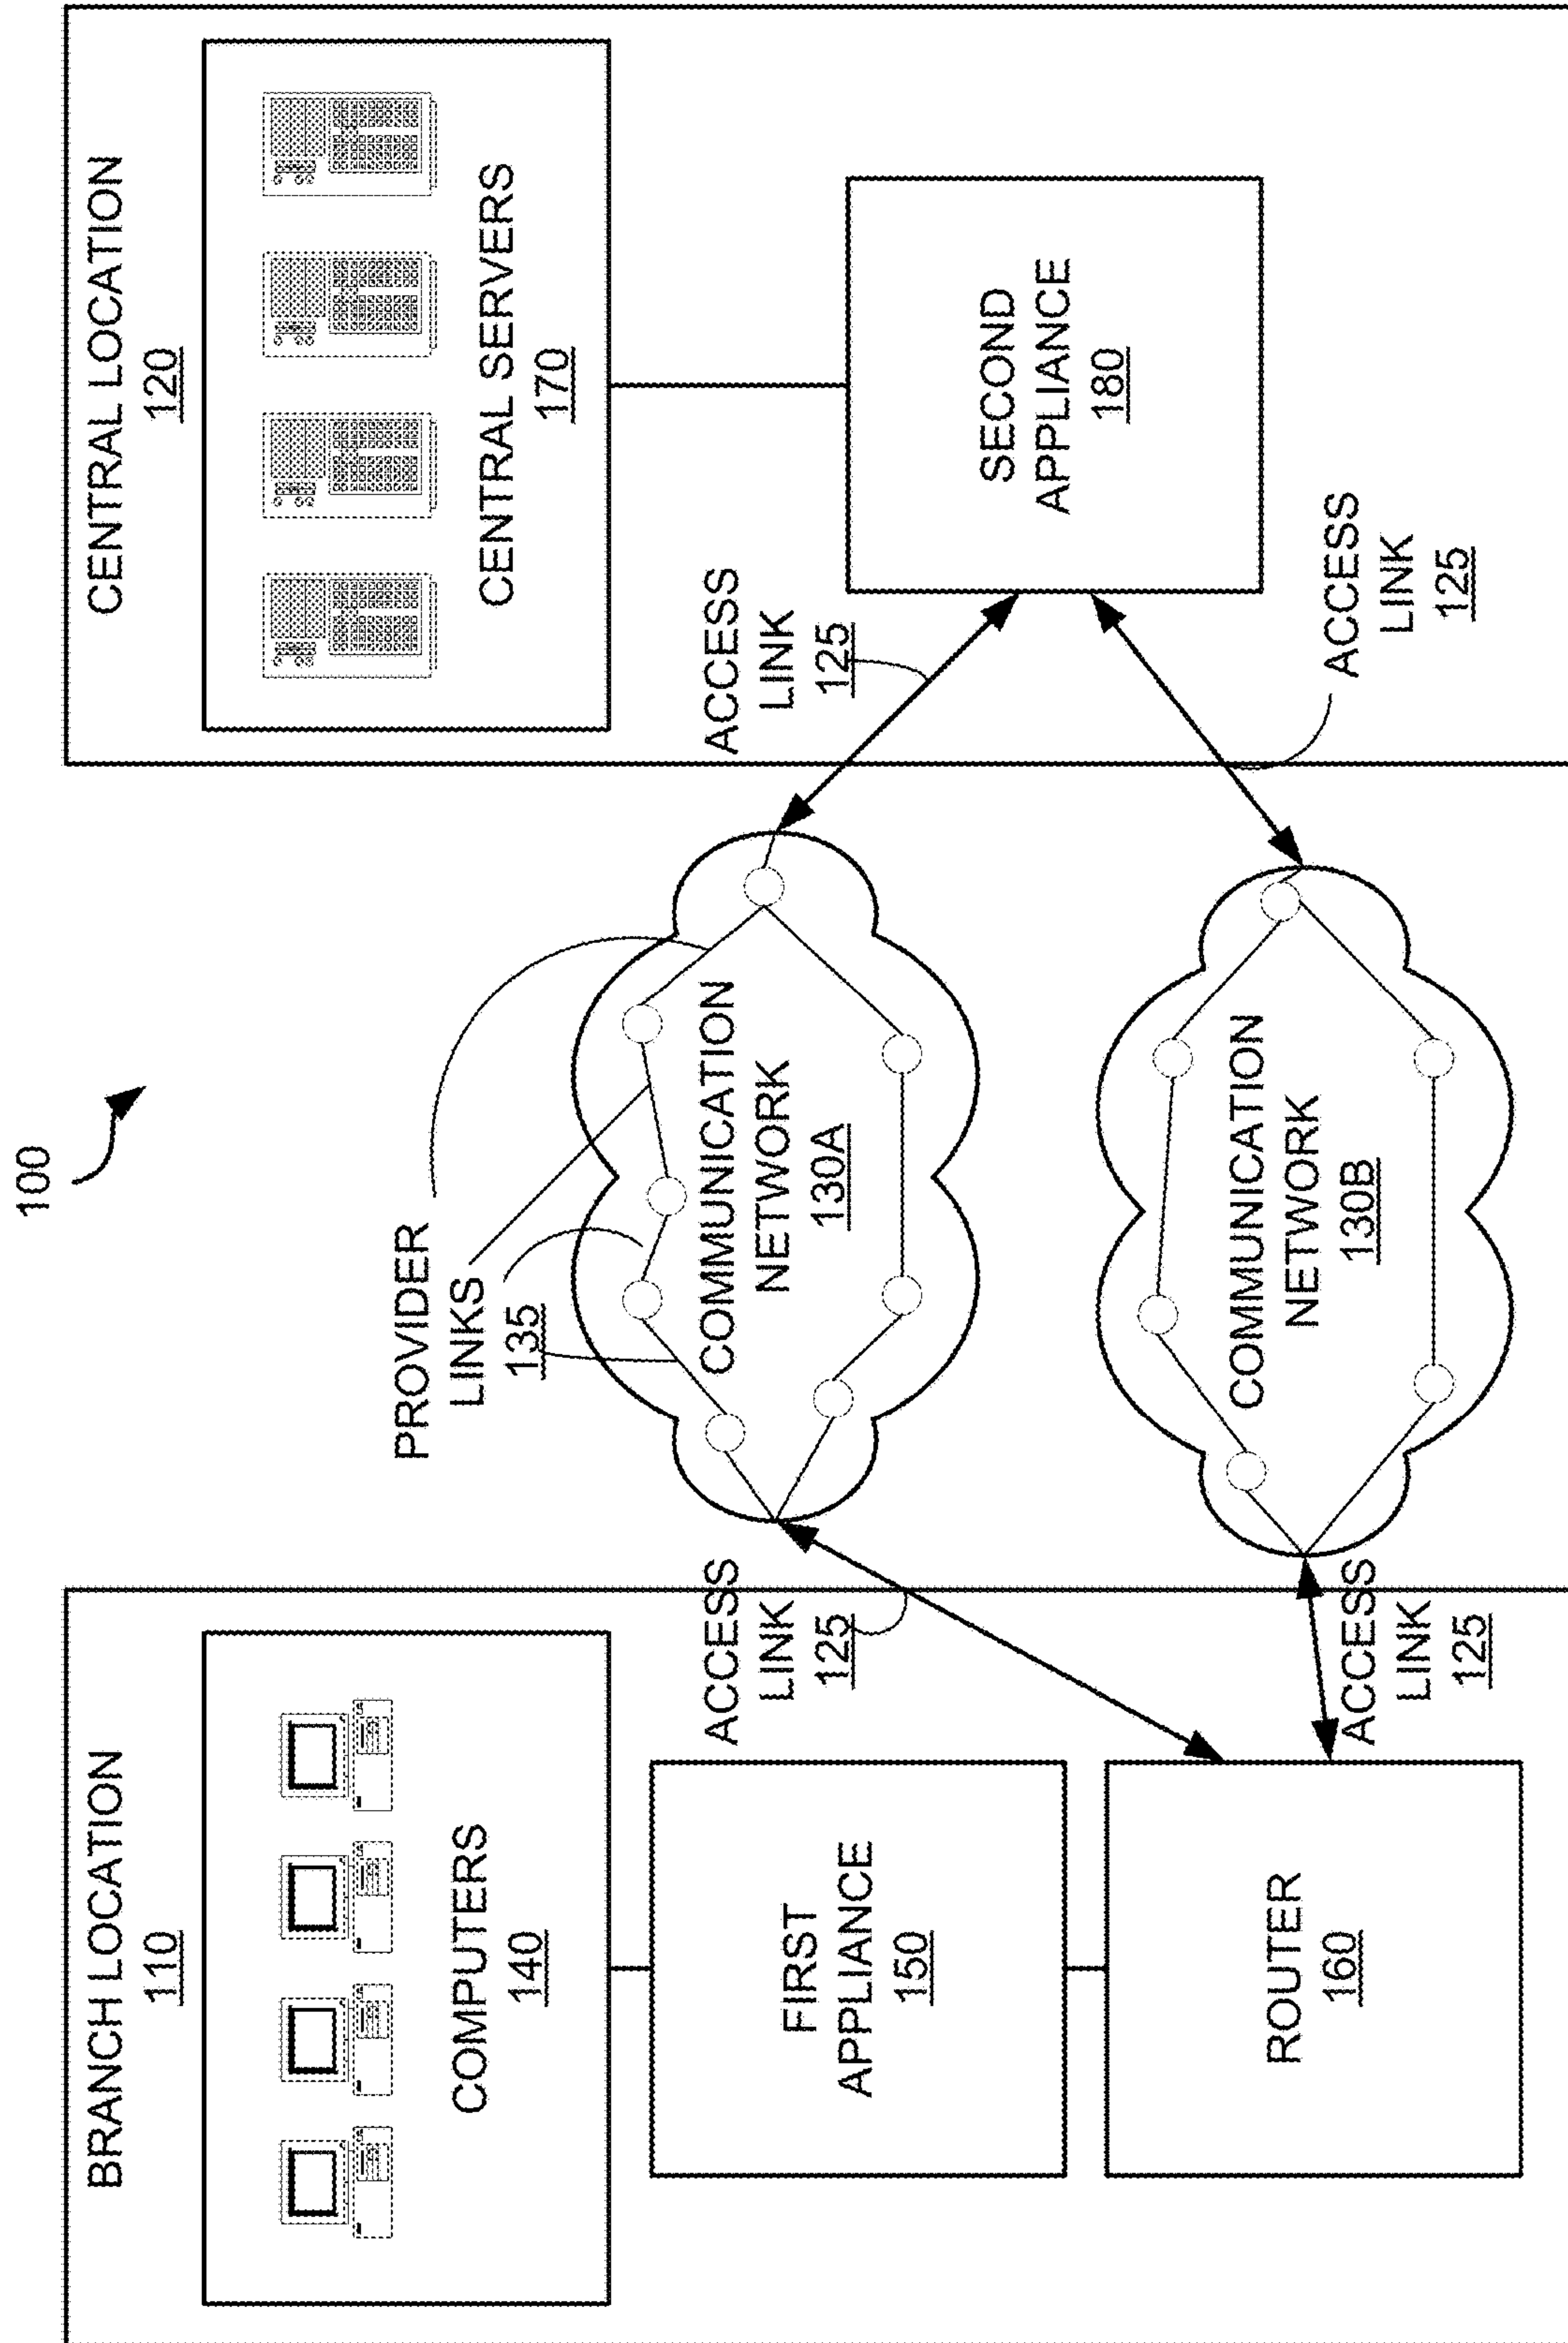 100
BRANCH LOCATION
110
COMPUTERS
140
FIRST
APPLIANCE
150
ROUTER
160
ACCESS
LINK
125
ACCESS
LINK
125
PROVIDER
LINKS
135
COMMUNICATION
NETWORK
130A
COMMUNICATION
NETWORK
130B
CENTRAL LOCATION
120
CENTRAL SERVERS
170
ACCESS
LINK
125
SECOND
APPLIANCE
180
ACCESS
LINK
125